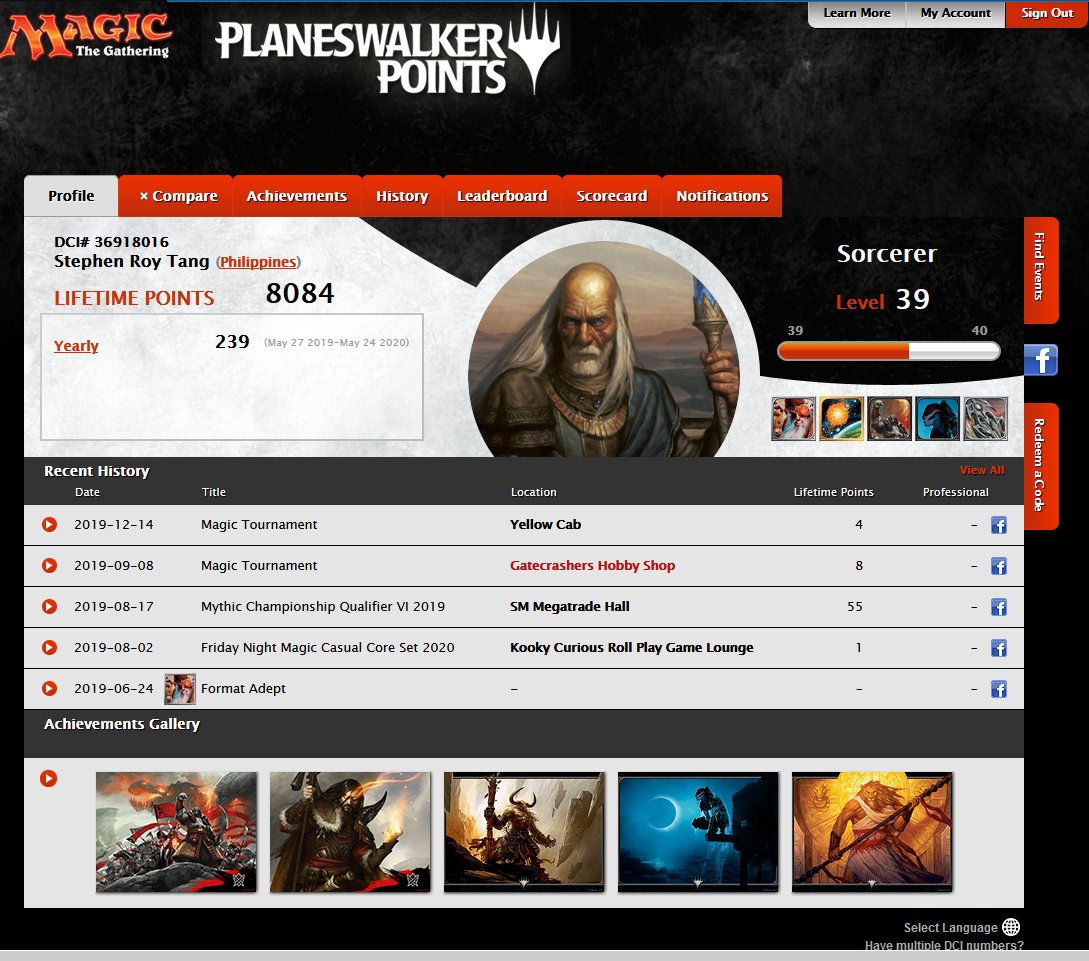 MAGIC
The Gathering
PLANESWALKER
POINTS
Learn More
My Account
Sign Out
Profile
× Compare
Achievements
History
Leaderboard
Scorecard
Notifications
DCI# 36918016
Stephen Roy Tang (Philippines)
LIFETIME POINTS 8084
Yearly 239 (May 27 2019-May 24 2020)
Sorcerer
Level 39
39 40
Find Events
f
Redeem a Code
Recent History View All
Date Title Location Lifetime Points Professional
2019-12-14 Magic Tournament Yellow Cab 4 – f
2019-09-08 Magic Tournament Gatecrashers Hobby Shop 8 – f
2019-08-17 Mythic Championship Qualifier VI 2019 SM Megatrade Hall 55 – f
2019-08-02 Friday Night Magic Casual Core Set 2020 Kooky Curious Roll Play Game Lounge 1 – f
2019-06-24 Format Adept – – – f
Achievements Gallery
Select Language
Have multiple DCI numbers?